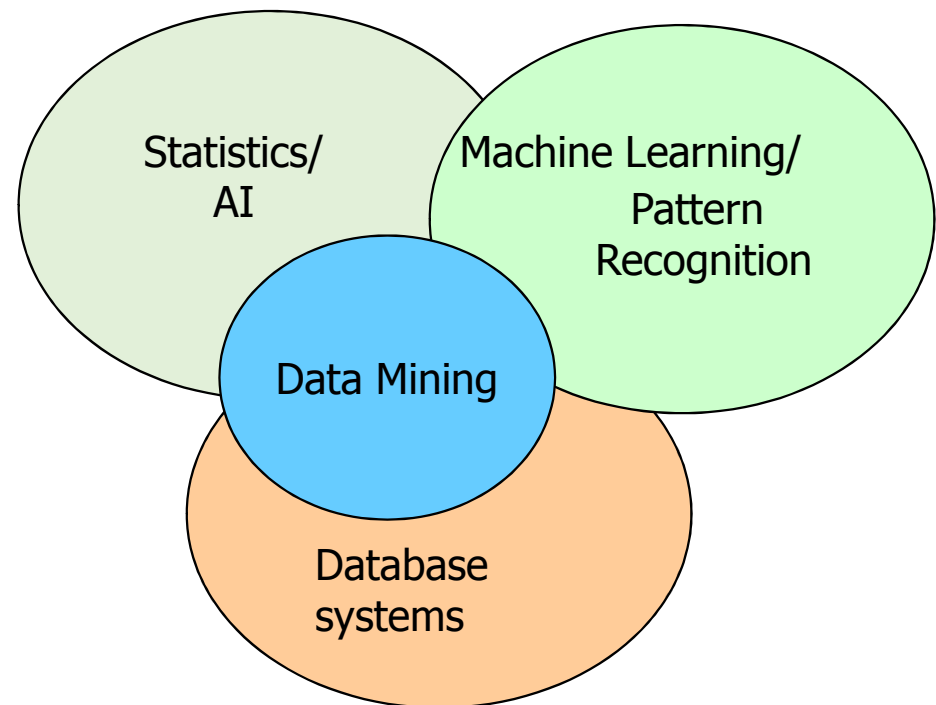 Statistics/
AI
Machine Learning/
Pattern
Recognition
Data Mining
Database
systems